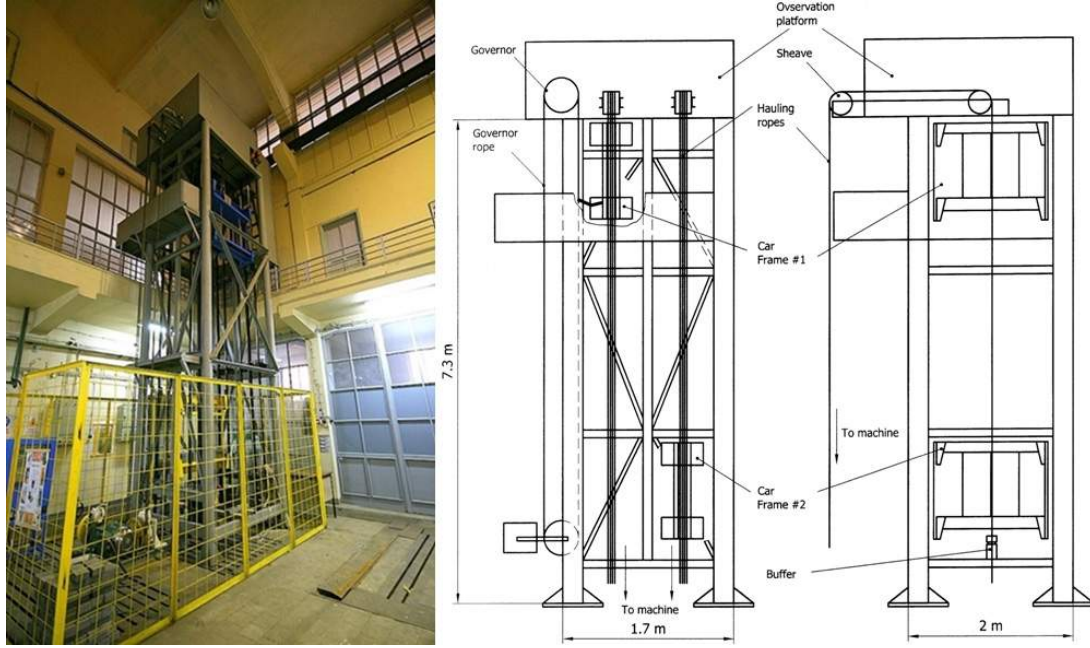 Ovservation
platform
Governor
Sheave
Hauling
ropes
Governor
rope
Car
Frame #1
7.3 m
To machine
Car
Frame #2
Buffer
To machine
1.7 m
2 m